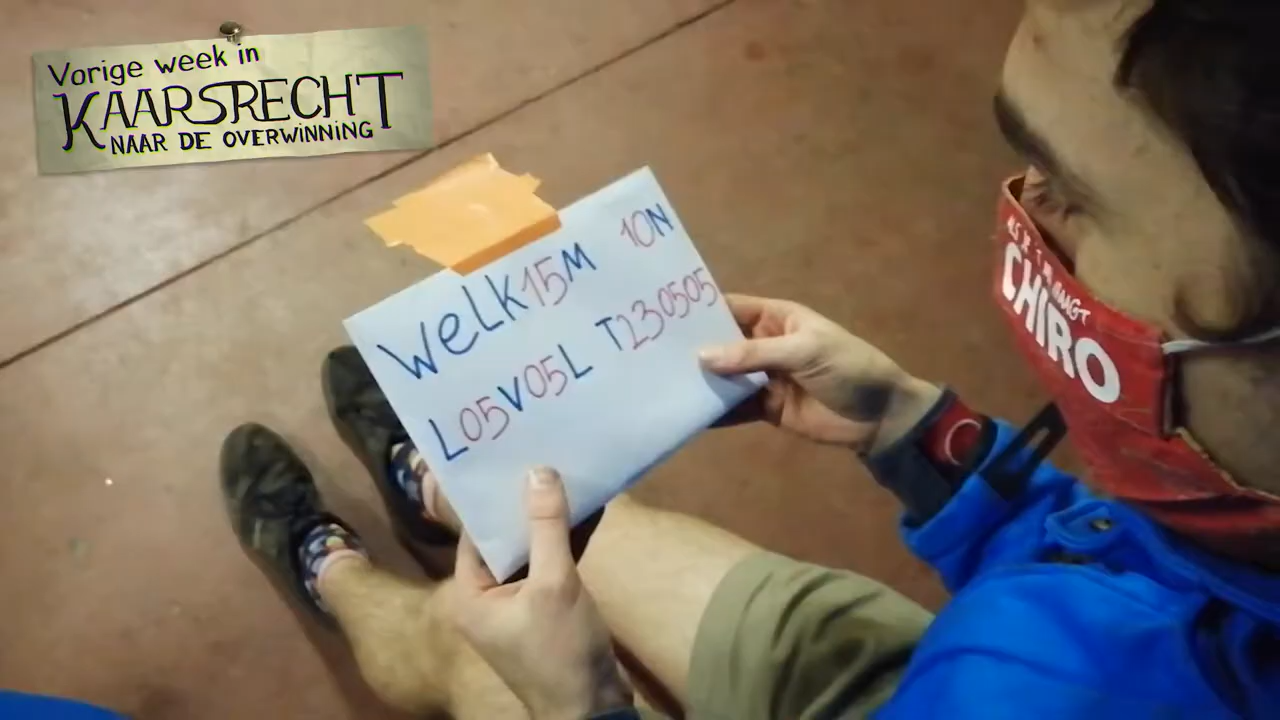 Vorige week in
KAARSRECHT
NAAR DE OVERWINNING
WeLK15M 10N
L05V05L T230505
CHIRO